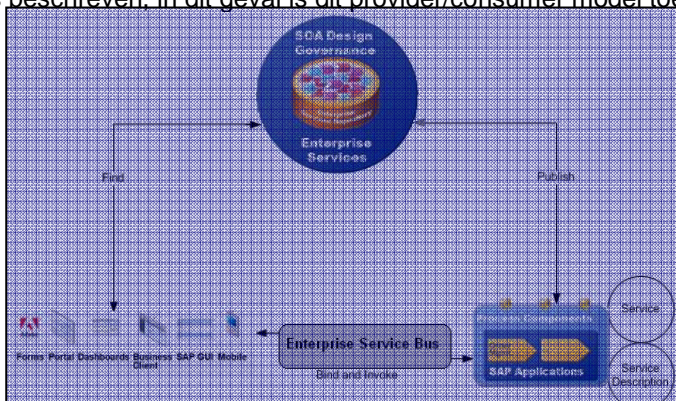 beschreven. In dit geval is dit provider/consumer model toe
SOA Design
Governance
Enterprise
Enterprise
Services
Find
Publish
Service
Enterprise Service Bus
Forms Portal Dashboards Business Client SAP GUI Mobile
Bind and Invoke
SAP Applications
Service
Description